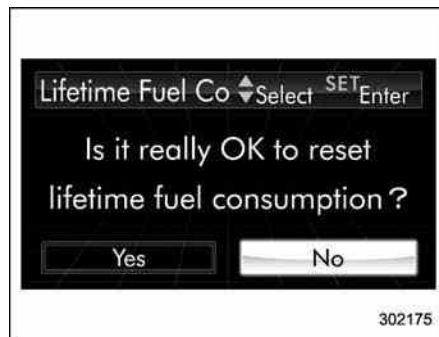 Lifetime Fuel Co Select SET Enter
Is it really OK to reset
lifetime fuel consumption?
Yes No
302175